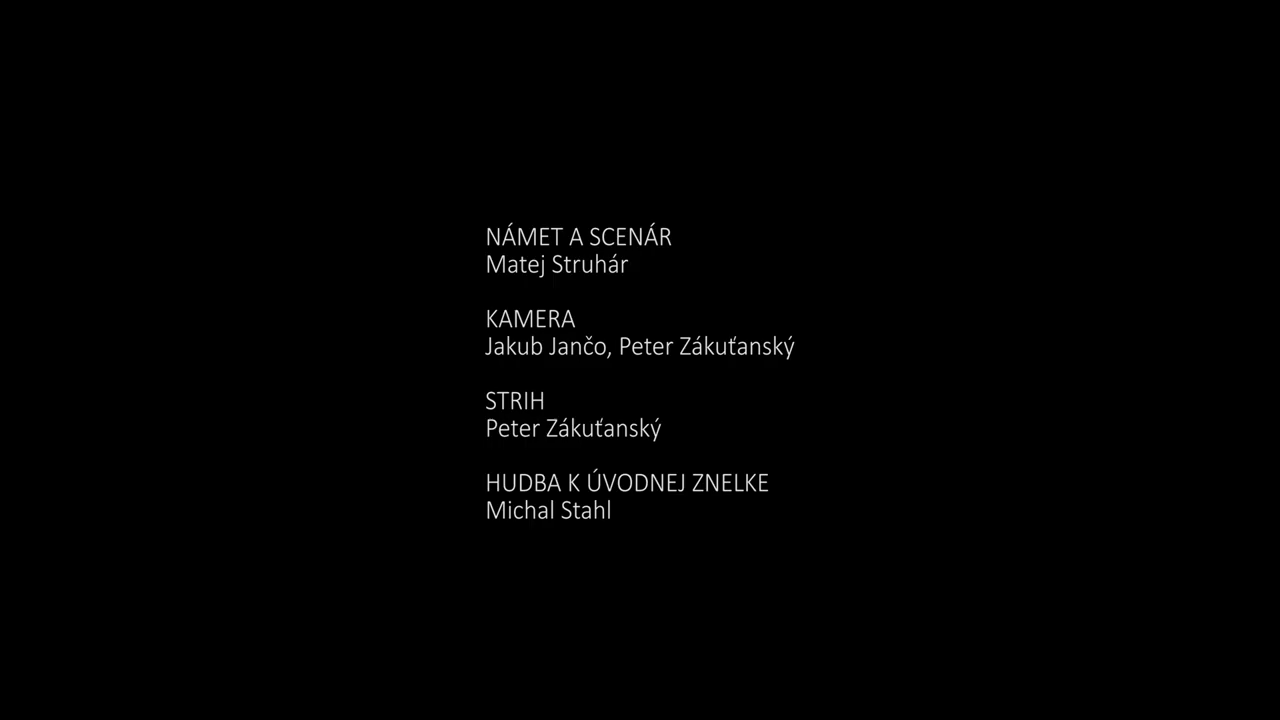 NÁMET A SCENÁR
Matej Struhár
KAMERA
Jakub Jančo, Peter Zákuťanský
STRIH
Peter Zákuťanský
HUDBA K ÚVODNEJ ZNELKE
Michal Stahl